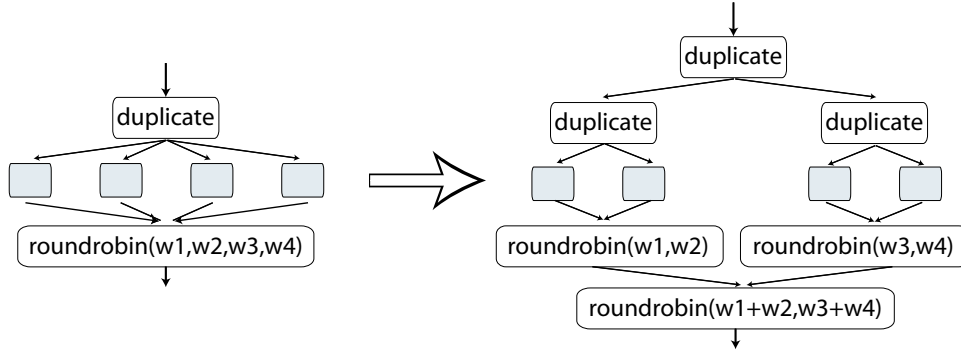 duplicate
roundrobin(w1,w2,w3,w4)
duplicate
duplicate
duplicate
roundrobin(w1,w2)
roundrobin(w3,w4)
roundrobin(w1+w2,w3+w4)